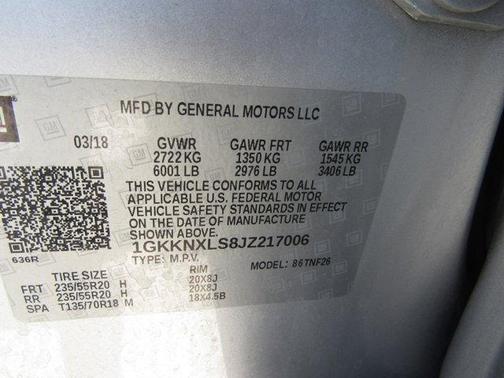 MFD BY GENERAL MOTORS LLC
03/18 GVWR GAWR FRT GAWR RR
2722 KG 1350 KG 1545 KG
6001 LB 2976 LB 3406 LB
THIS VEHICLE CONFORMS TO ALL
APPLICABLE U.S. FEDERAL MOTOR
VEHICLE SAFETY STANDARDS IN EFFECT
ON THE DATE OF MANUFACTURE
SHOWN ABOVE.
1GKKNXLS8JZ217006
636R TYPE: M.P.V. MODEL: 86TNF26
TIRE SIZE RIM
FRT 235/55R20 H 20X8J
RR 235/55R20 H 20X8J
SPA T135/70R18 M 18X4.5B